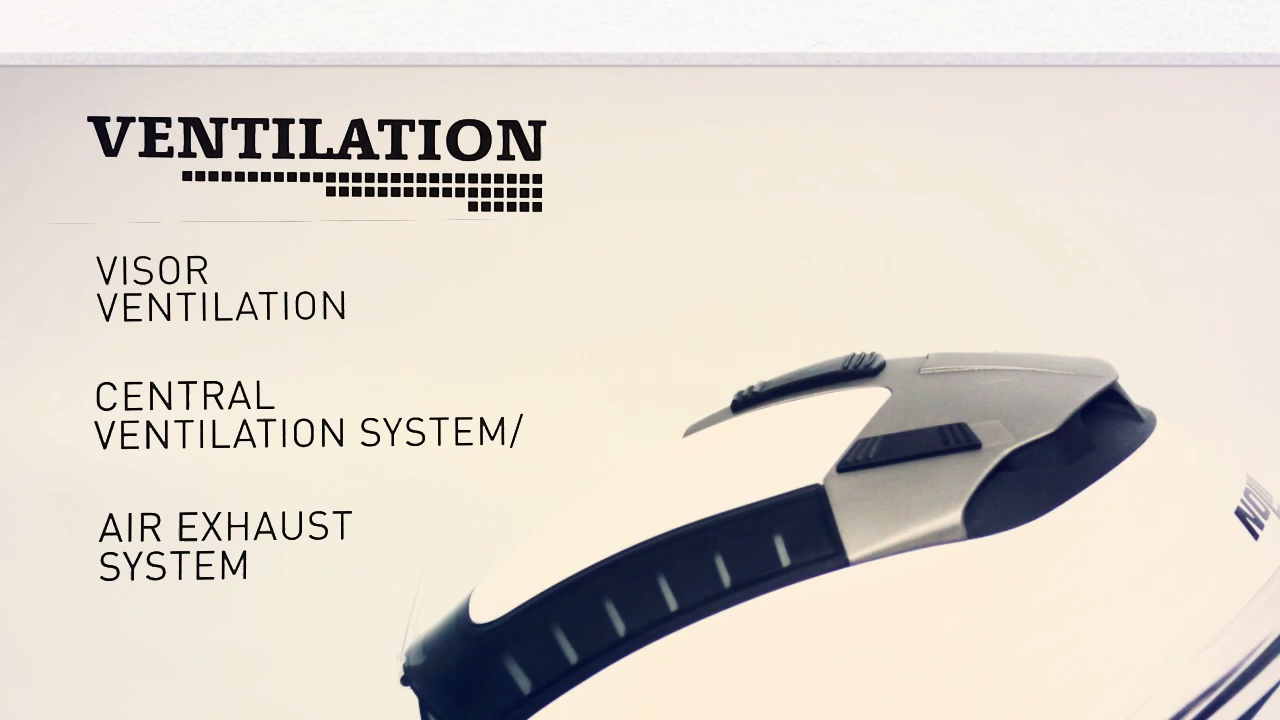 VENTILATION
VISOR
VENTILATION
CENTRAL
VENTILATION SYSTEM/
AIR EXHAUST
SYSTEM